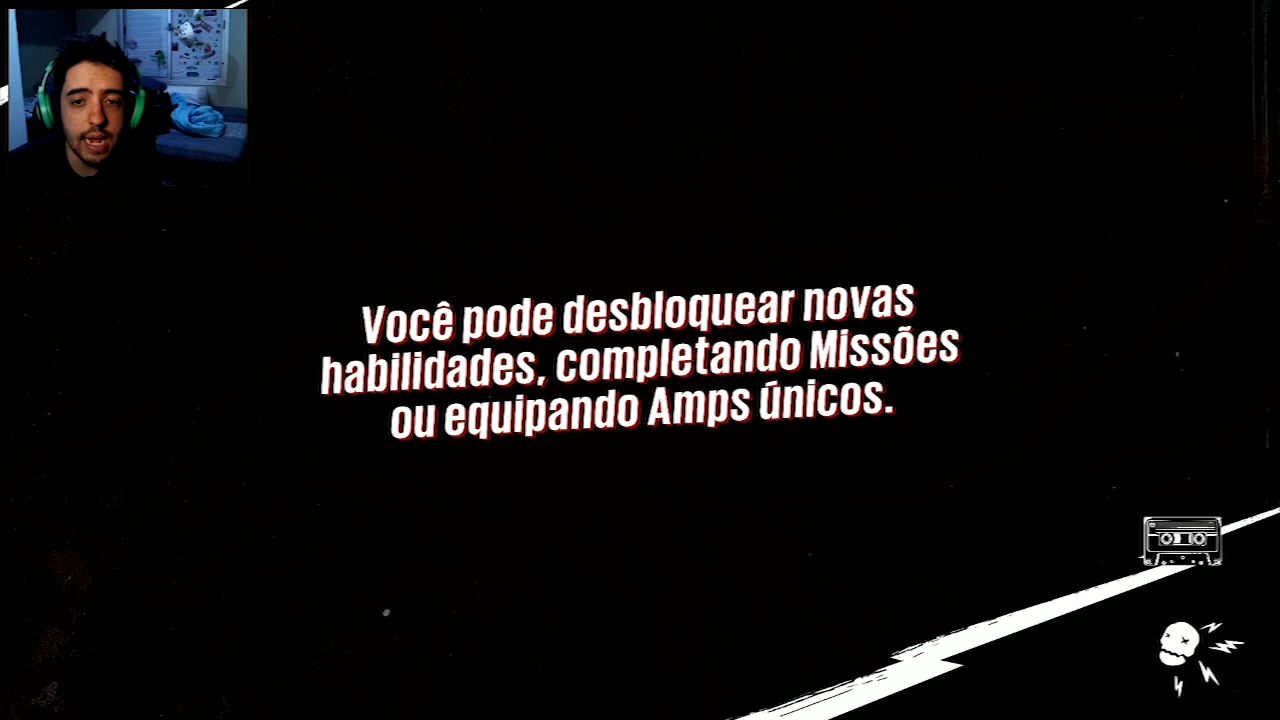 Você pode desbloquear novas
habilidades, completando Missões
ou equipando Amps únicos.